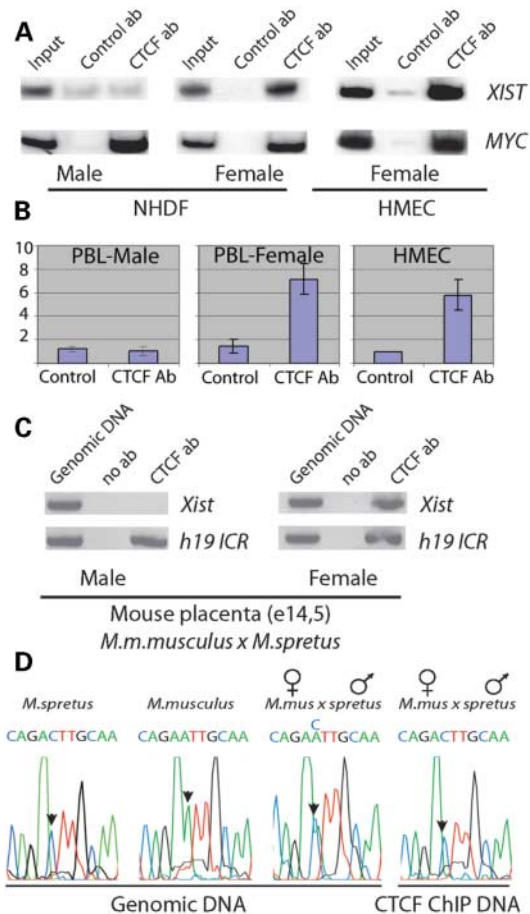 A
Input Control ab CTCF ab Input Control ab CTCF ab Input Control ab CTCF ab
XIST
MYC
Male Female Female
NHDF HMEC
B
PBL-Male PBL-Female HMEC
10
8
6
4
2
Control CTCF Ab Control CTCF Ab Control CTCF Ab
C
Genomic DNA no ab CTCF ab Genomic DNA no ab CTCF ab
Xist Xist
h19 ICR h19 ICR
Male Female
Mouse placenta (e14,5)
M.m.musculus x M.spretus
D
♀ ♂ ♀ ♂
M.spretus M.musculus M.mus x spretus M.mus x spretus
C
CAGACTTGCAA CAGAATTGCAA CAGAATTGCAA CAGACTTGCAA
Genomic DNA CTCF ChIP DNA